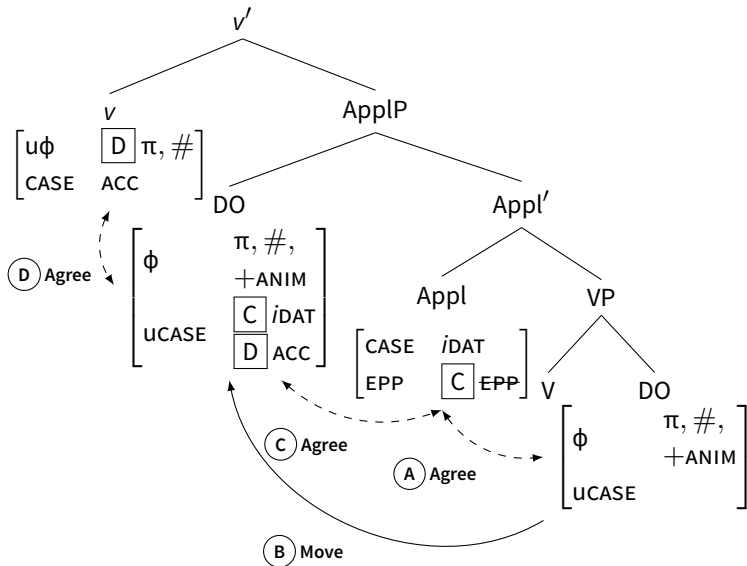 v′
v
ApplP
uϕ D π, #
CASE ACC
DO
Appl′
D Agree
ϕ π, #,
+ANIM
uCASE C iDAT
D ACC
Appl
VP
CASE iDAT
EPP C EPP
V
DO
ϕ π, #,
+ANIM
uCASE
C Agree
A Agree
B Move